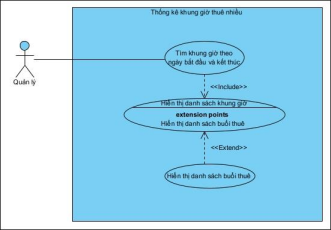 Thống kê khung giờ thuê nhiều
Tìm khung giờ theo
ngày bắt đầu và kết thúc
Quản lý
<<Include>>
Hiển thị danh sách khung giờ
extension points
Hiển thị danh sách buổi thuê
<<Extend>>
Hiển thị danh sách buổi thuê